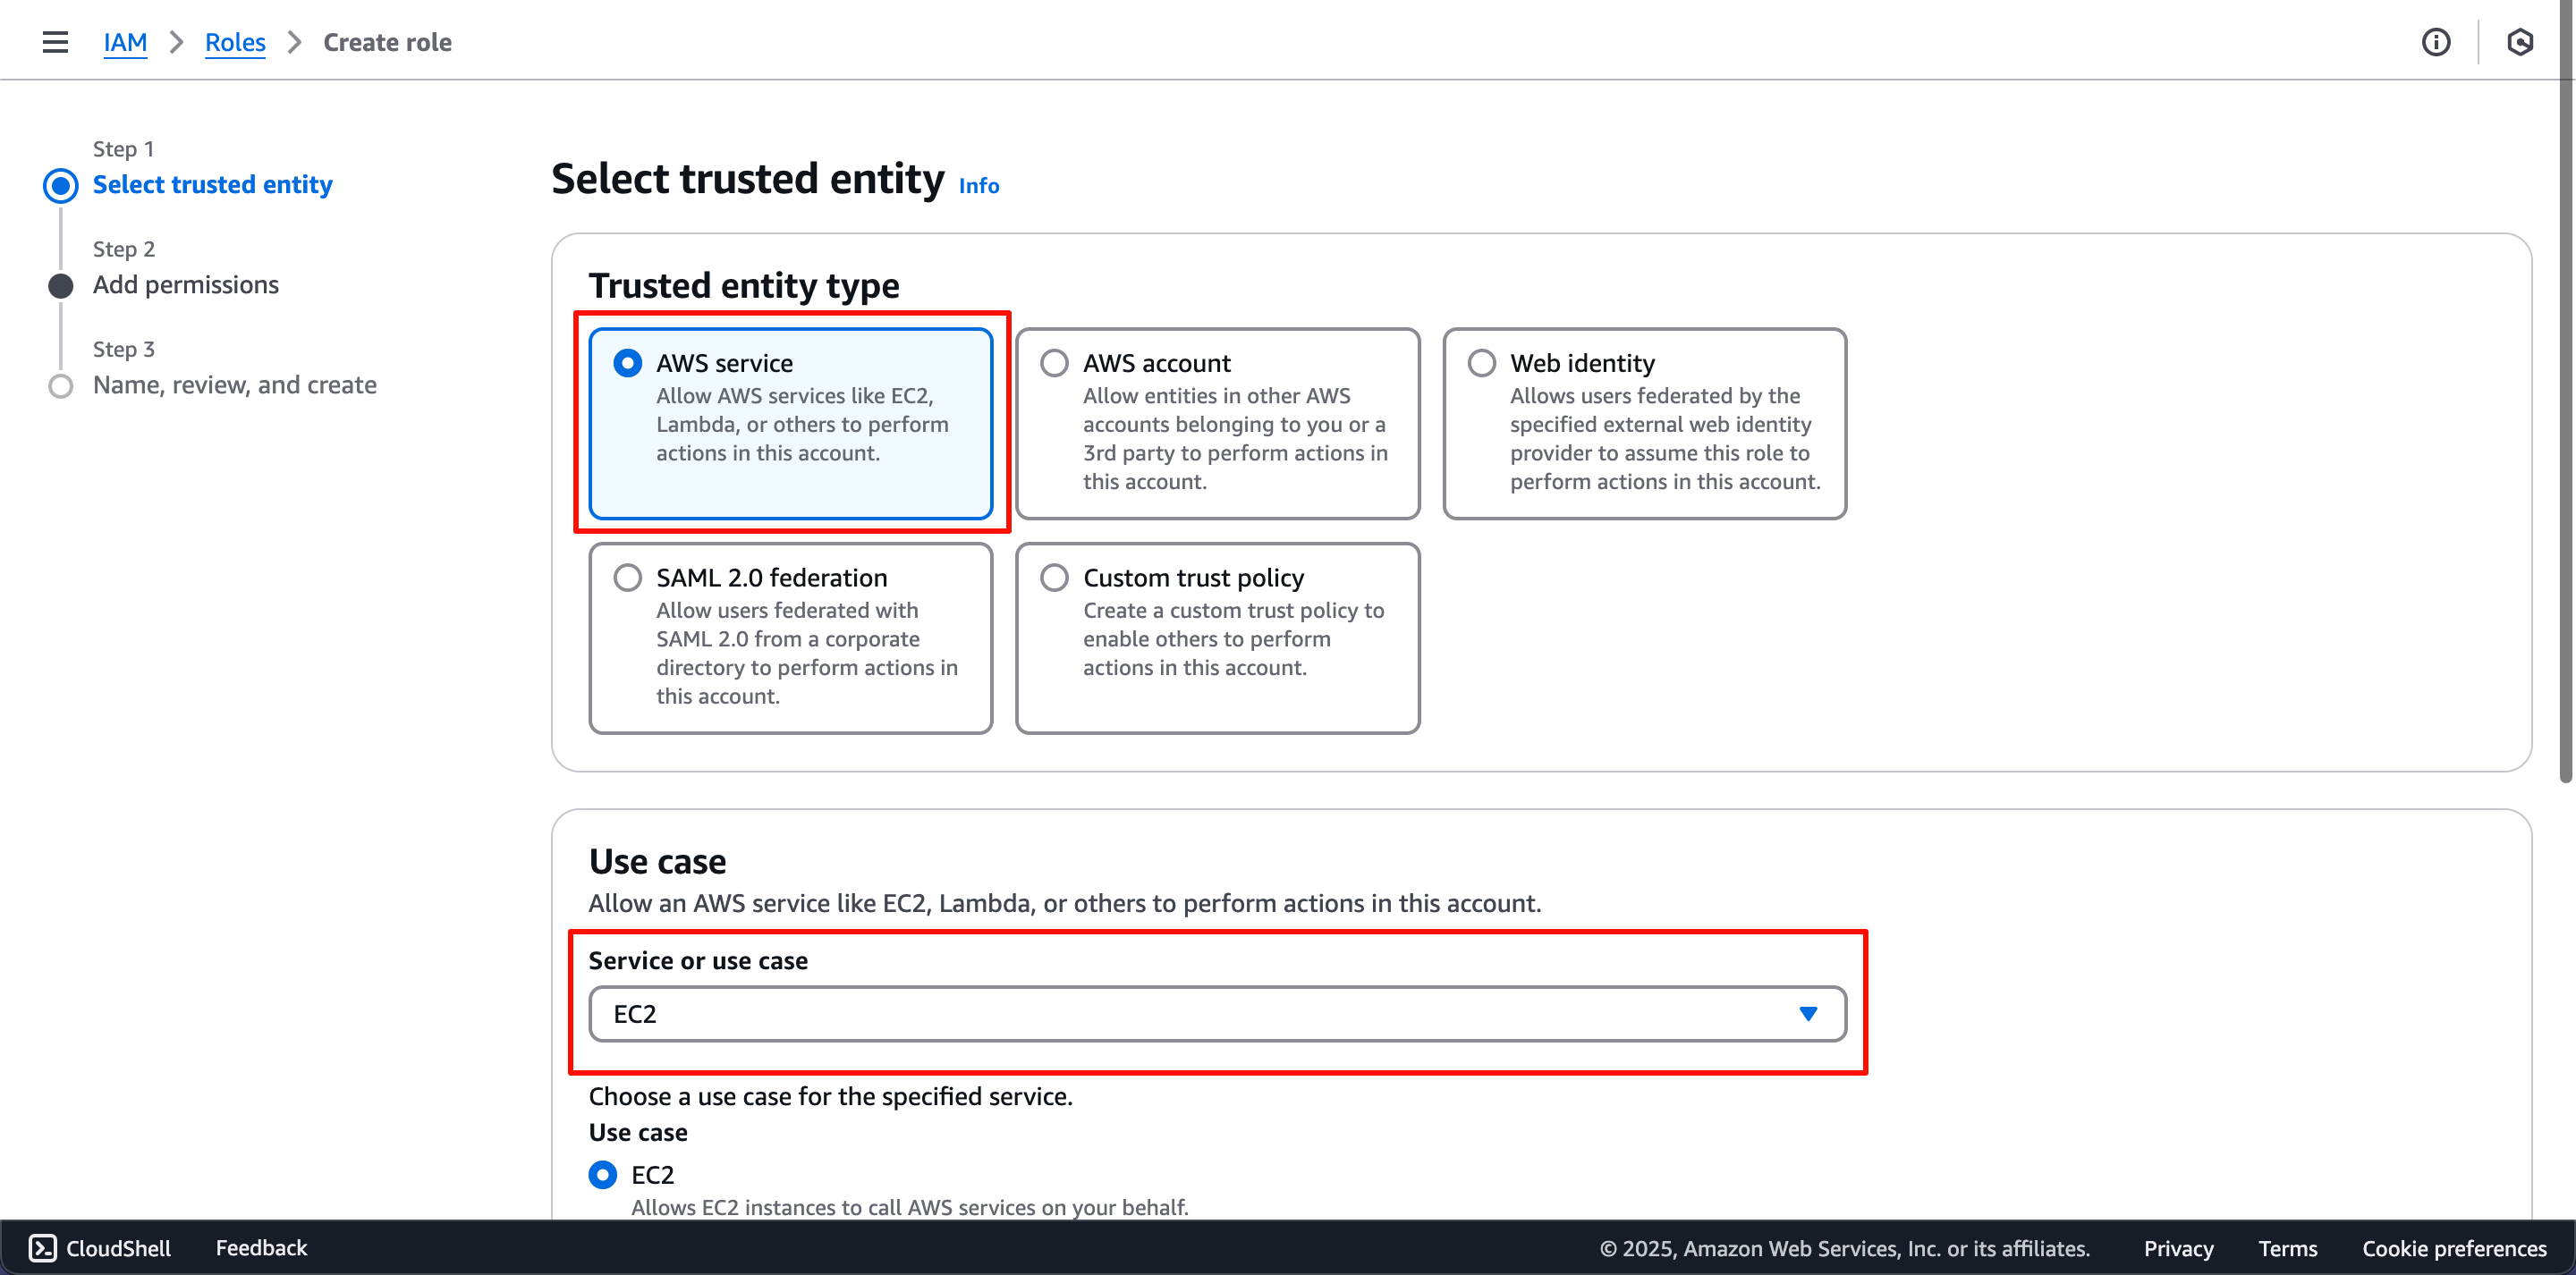 IAM > Roles > Create role
Step 1
Select trusted entity
Step 2
Add permissions
Step 3
Name, review, and create
Select trusted entity Info
Trusted entity type
AWS service
Allow AWS services like EC2,
Lambda, or others to perform
actions in this account.
AWS account
Allow entities in other AWS
accounts belonging to you or a
3rd party to perform actions in
this account.
Web identity
Allows users federated by the
specified external web identity
provider to assume this role to
perform actions in this account.
SAML 2.0 federation
Allow users federated with
SAML 2.0 from a corporate
directory to perform actions in
this account.
Custom trust policy
Create a custom trust policy to
enable others to perform
actions in this account.
Use case
Allow an AWS service like EC2, Lambda, or others to perform actions in this account.
Service or use case
EC2
Choose a use case for the specified service.
Use case
EC2
Allows EC2 instances to call AWS services on your behalf.
CloudShell Feedback © 2025, Amazon Web Services, Inc. or its affiliates. Privacy Terms Cookie preferences